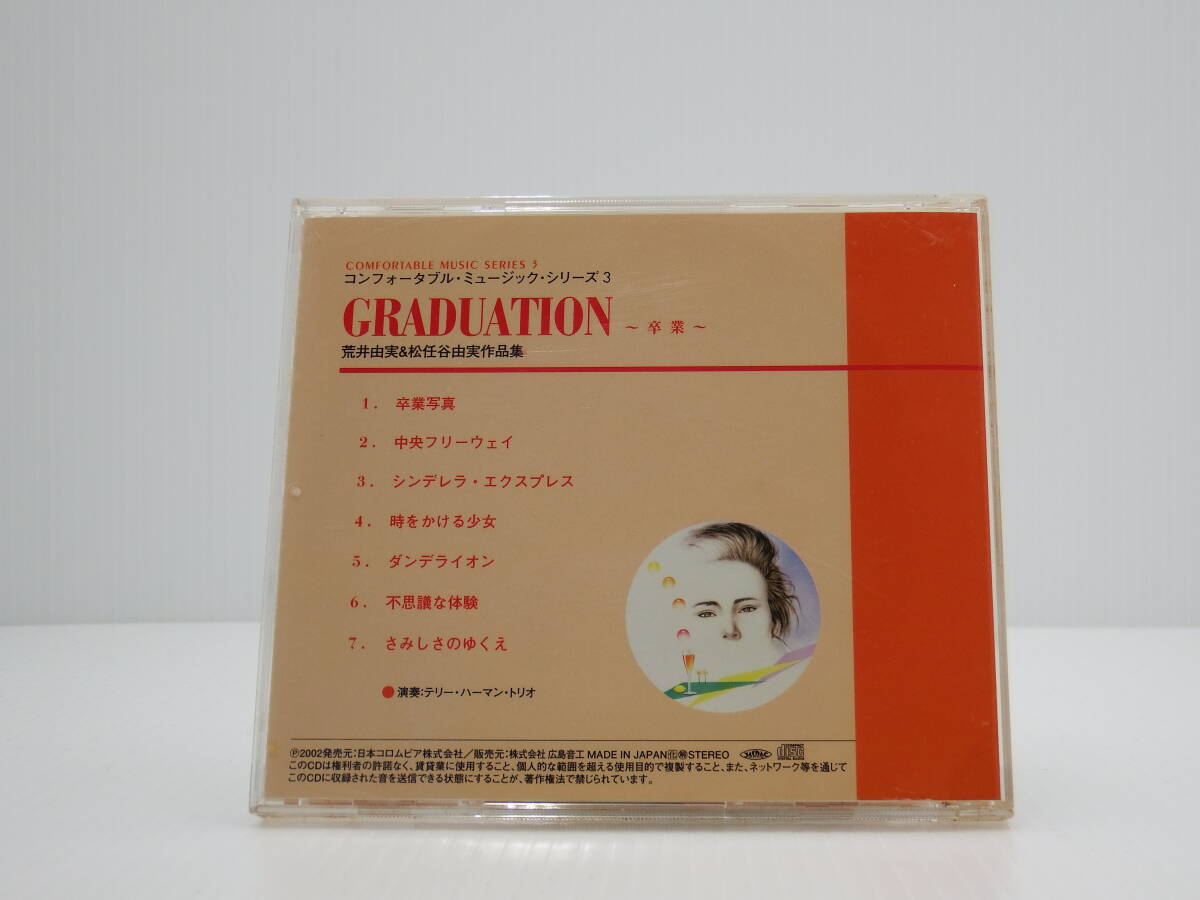 COMFORTABLE MUSIC SERIES 3
コンフォータブル・ミュージック・シリーズ3
GRADUATION ～卒業～
荒井由実&松任谷由実作品集
1. 卒業写真
2. 中央フリーウェイ
3. シンデレラ・エクスプレス
4. 時をかける少女
5. ダンデライオン
6. 不思議な体験
7. さみしさのゆくえ
●演奏:テリー・ハーマン・トリオ
Ⓟ2002発売元:日本コロムビア株式会社/販売元:株式会社 広島音工 MADE IN JAPAN STEREO JASRAC disc
このCDは権利者の許諾なく、賃貸業に使用すること、個人的な範囲を超える使用目的で複製すること、また、ネットワーク等を通じて
このCDに収録された音を送信できる状態にすることが、著作権法で禁じられています。